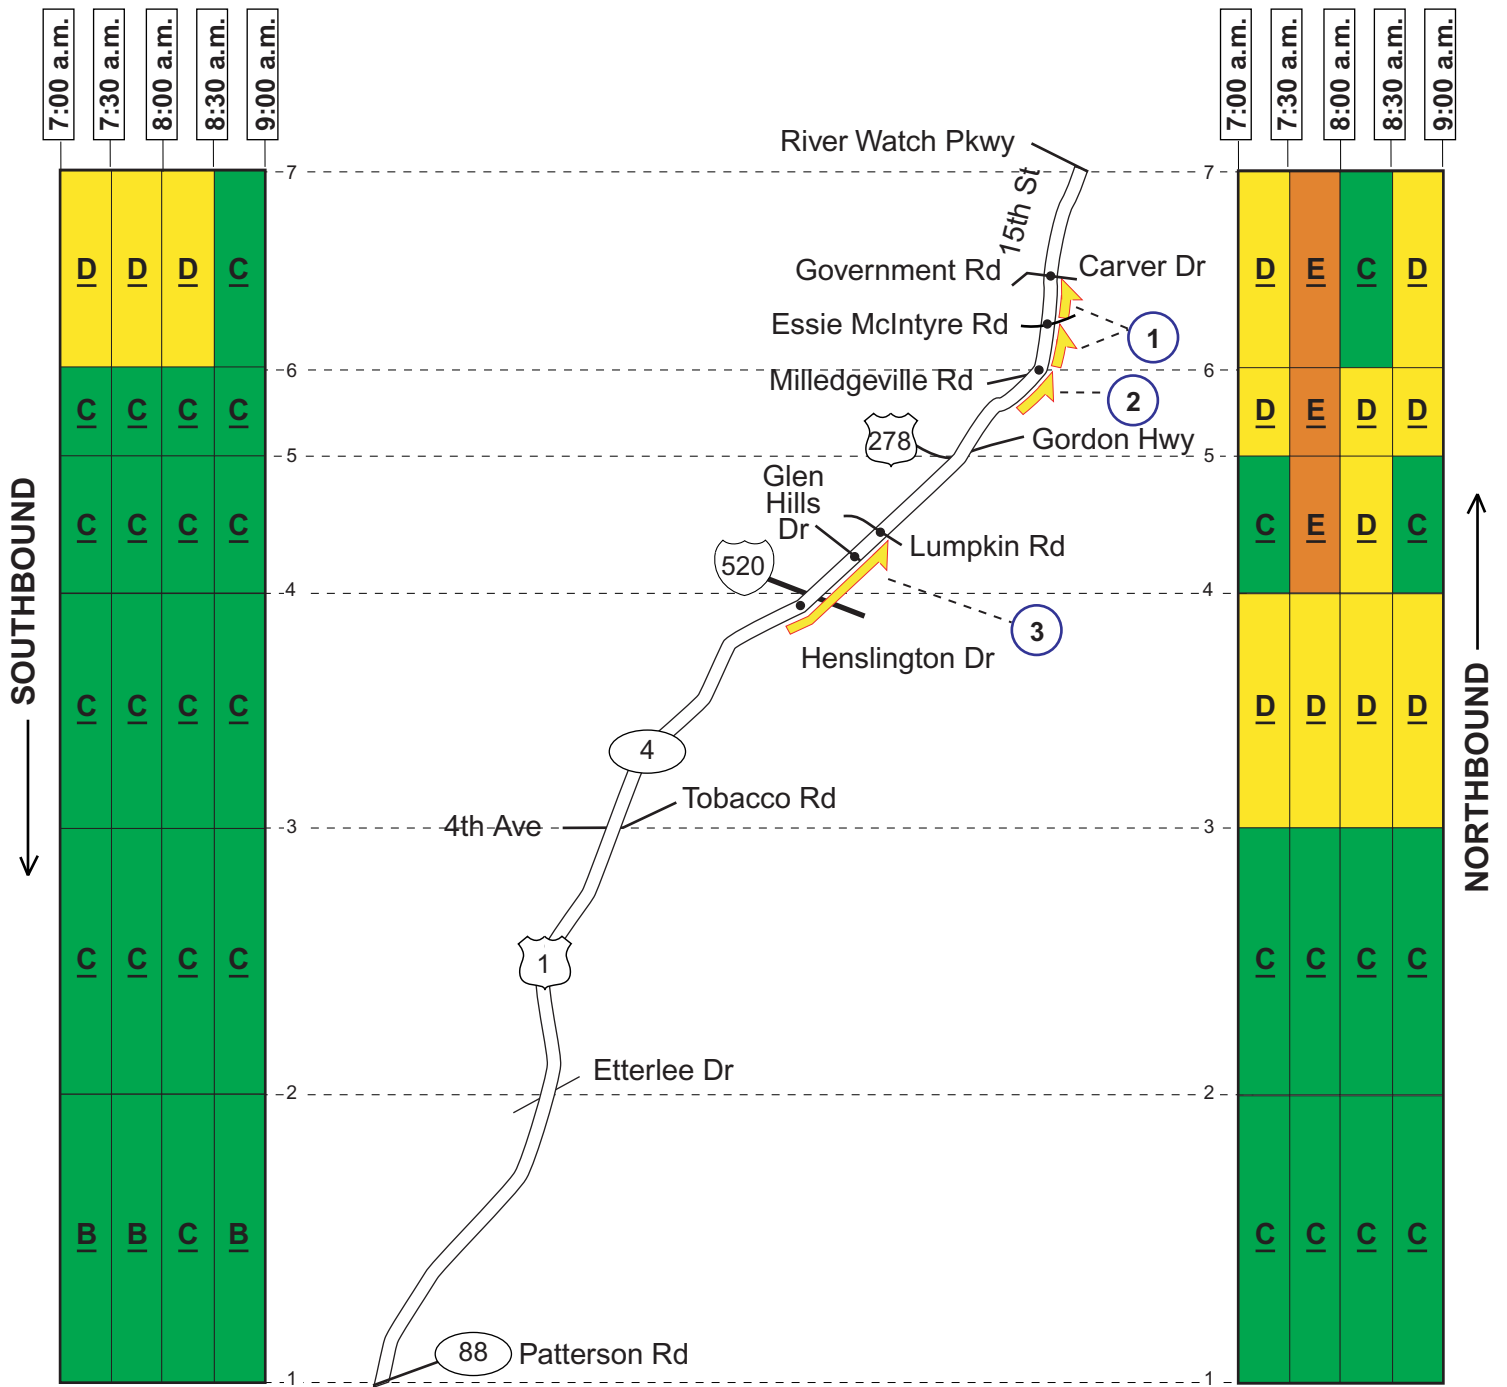 7:00 a.m.
7:30 a.m.
8:00 a.m.
8:30 a.m.
9:00 a.m.
7:00 a.m.
7:30 a.m.
8:00 a.m.
8:30 a.m.
9:00 a.m.
River Watch Pkwy
7
7
15th St
D D D C
Government Rd
Carver Dr
D E C D
Essie McIntyre Rd
1
6
Milledgeville Rd
6
2
C C C C
D E D D
278
Gordon Hwy
5
5
Glen
Hills
Dr
C C C C
Lumpkin Rd
C E D C
520
4
4
3
Henslington Dr
SOUTHBOUND
NORTHBOUND
C C C C
D D D D
4
Tobacco Rd
3
4th Ave
3
C C C C
1
C C C C
Etterlee Dr
2
2
B B C B
C C C C
88
Patterson Rd
1
1